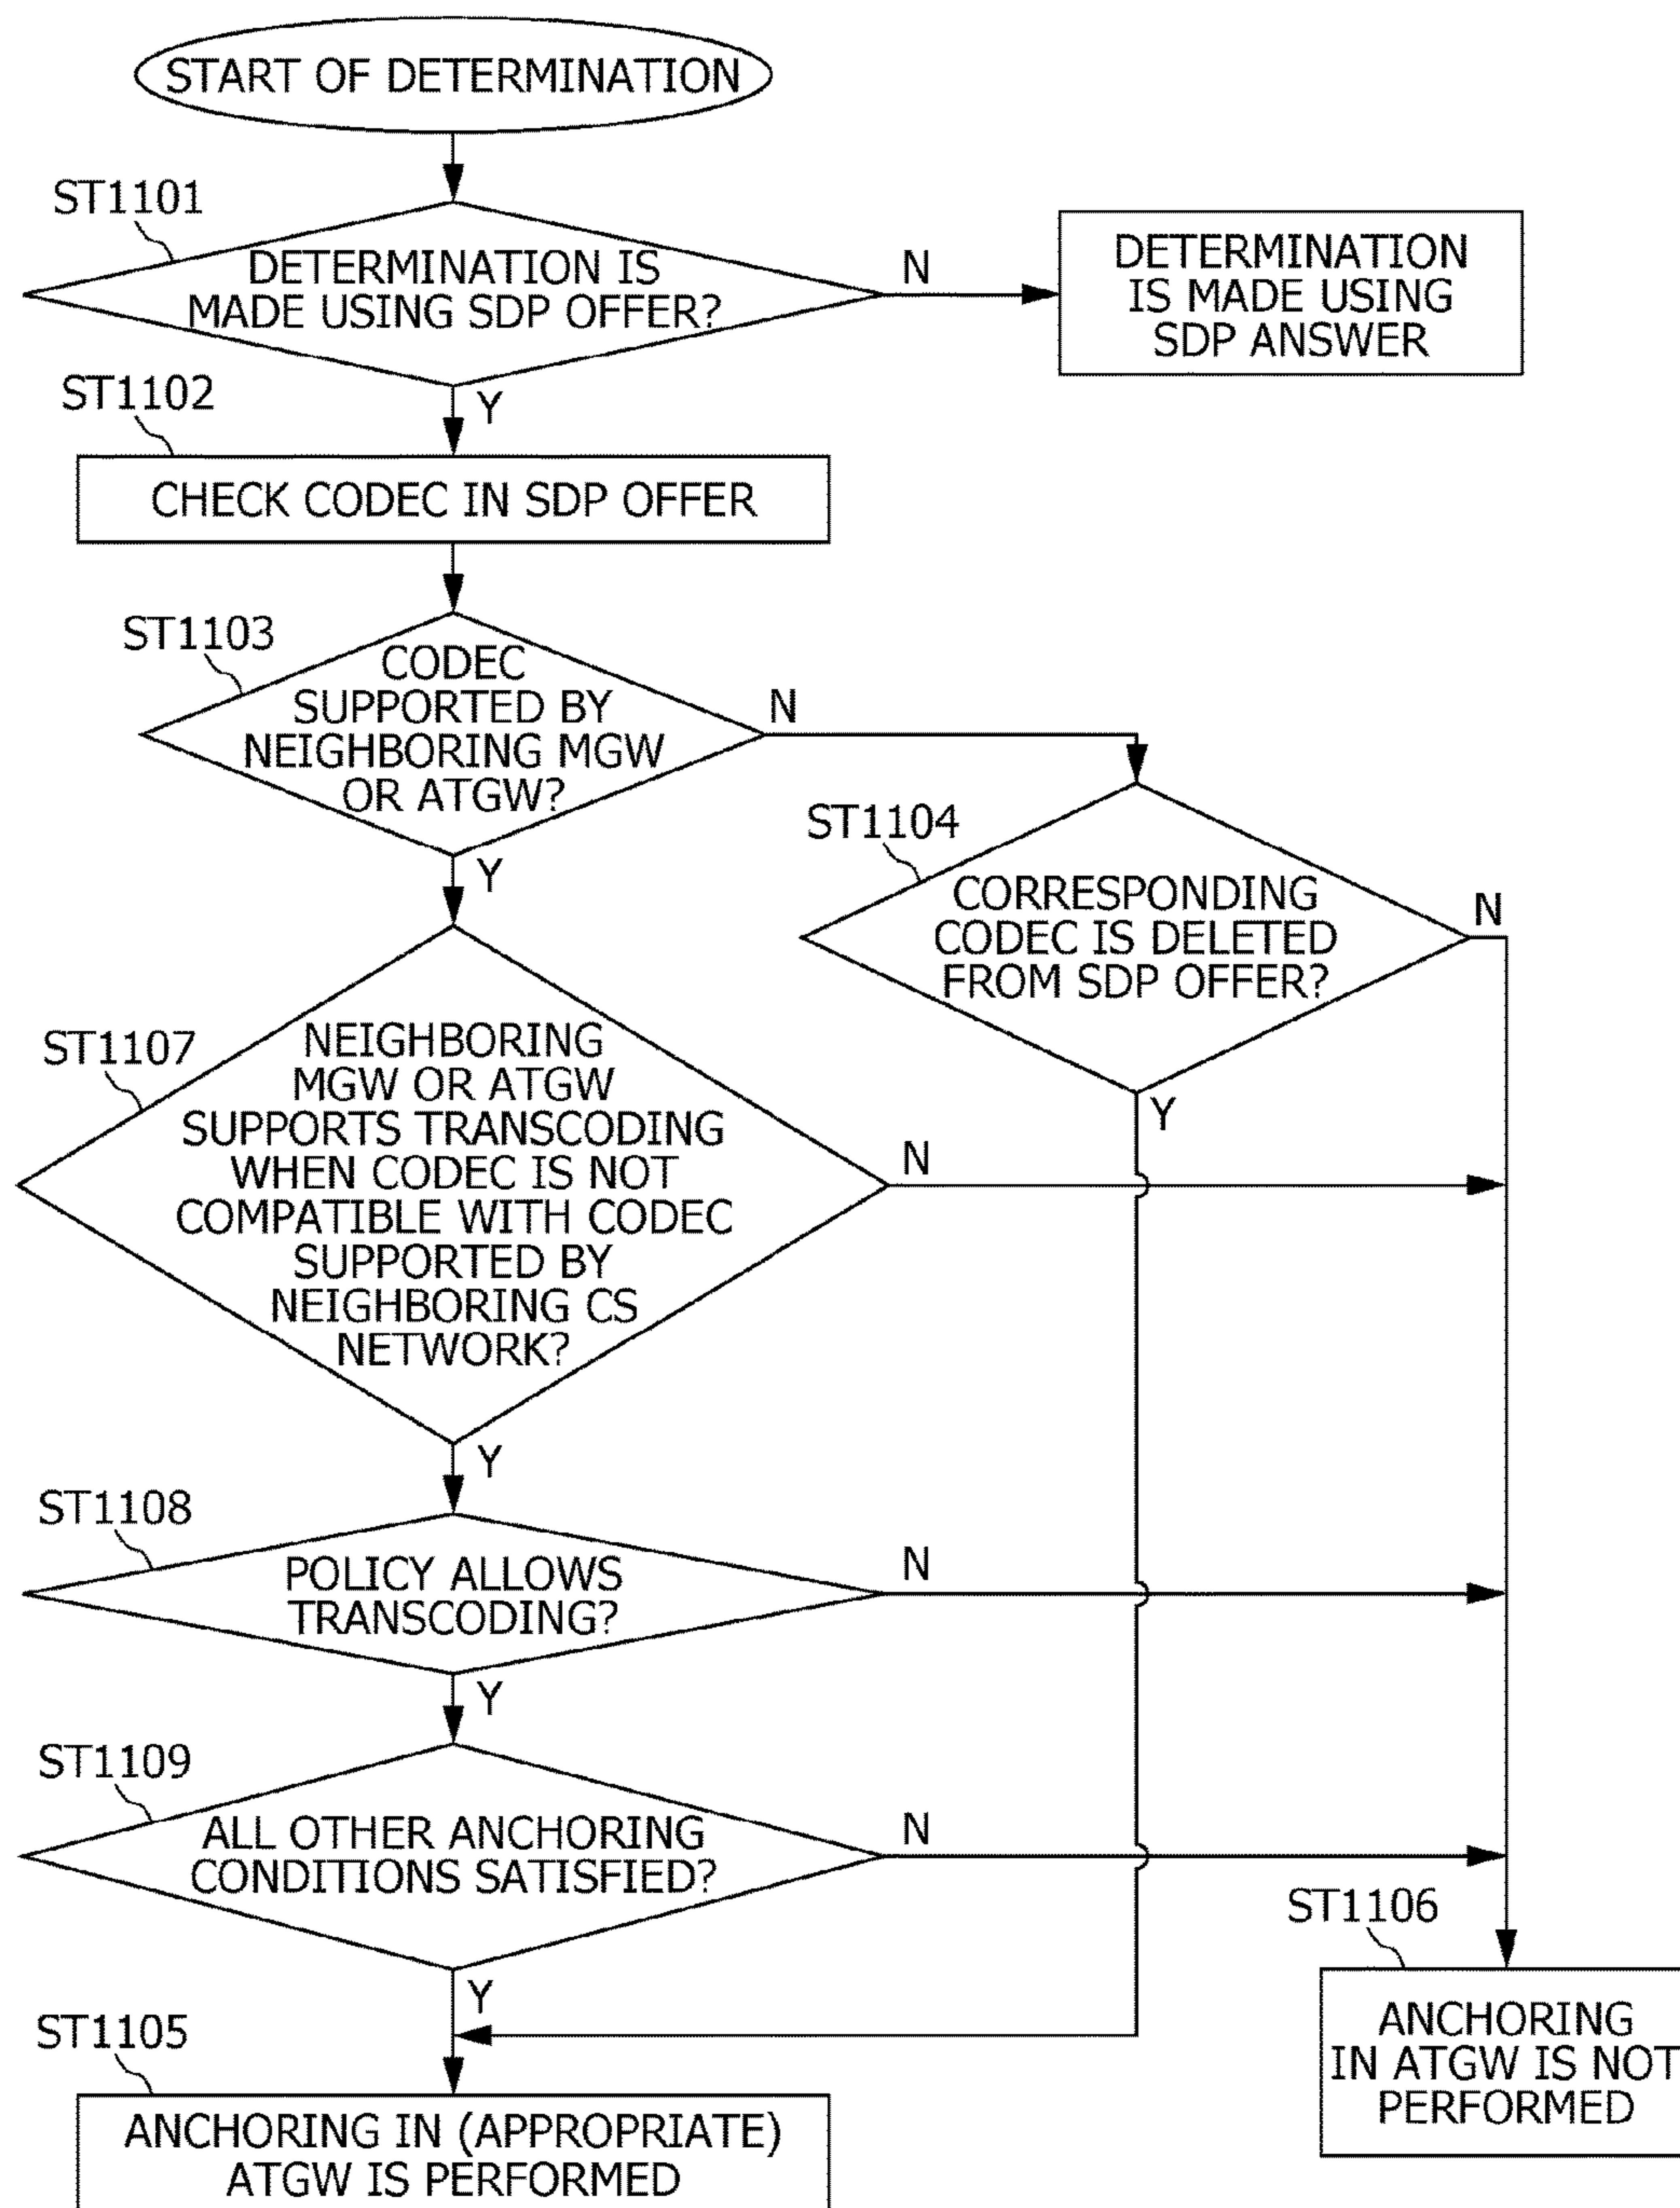 START OF DETERMINATION
ST1101
DETERMINATION IS
MADE USING SDP OFFER?
N
DETERMINATION
IS MADE USING
SDP ANSWER
Y
ST1102
CHECK CODEC IN SDP OFFER
ST1103
CODEC
SUPPORTED BY
NEIGHBORING MGW
OR ATGW?
N
Y
ST1104
CORRESPONDING
CODEC IS DELETED
FROM SDP OFFER?
N
Y
ST1107
NEIGHBORING
MGW OR ATGW
SUPPORTS TRANSCODING
WHEN CODEC IS NOT
COMPATIBLE WITH CODEC
SUPPORTED BY
NEIGHBORING CS
NETWORK?
N
Y
ST1108
POLICY ALLOWS
TRANSCODING?
N
Y
ST1109
ALL OTHER ANCHORING
CONDITIONS SATISFIED?
N
Y
ST1106
ANCHORING
IN ATGW IS NOT
PERFORMED
ST1105
ANCHORING IN (APPROPRIATE)
ATGW IS PERFORMED